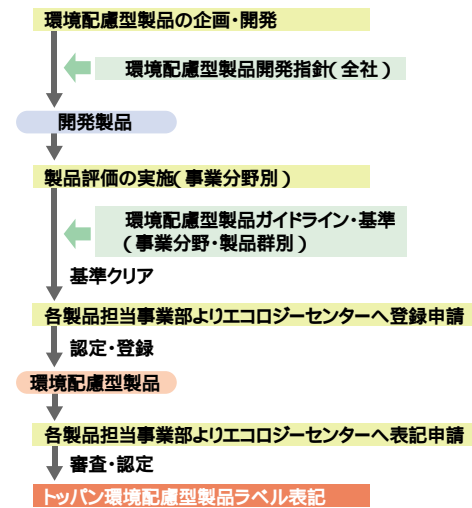 環境配慮型製品の企画・開発
環境配慮型製品開発指針(全社)
開発製品
製品評価の実施(事業分野別)
環境配慮型製品ガイドライン・基準
(事業分野・製品群別)
基準クリア
各製品担当事業部よりエコロジーセンターへ登録申請
認定・登録
環境配慮型製品
各製品担当事業部よりエコロジーセンターへ表記申請
審査・認定
トッパン環境配慮型製品ラベル表記